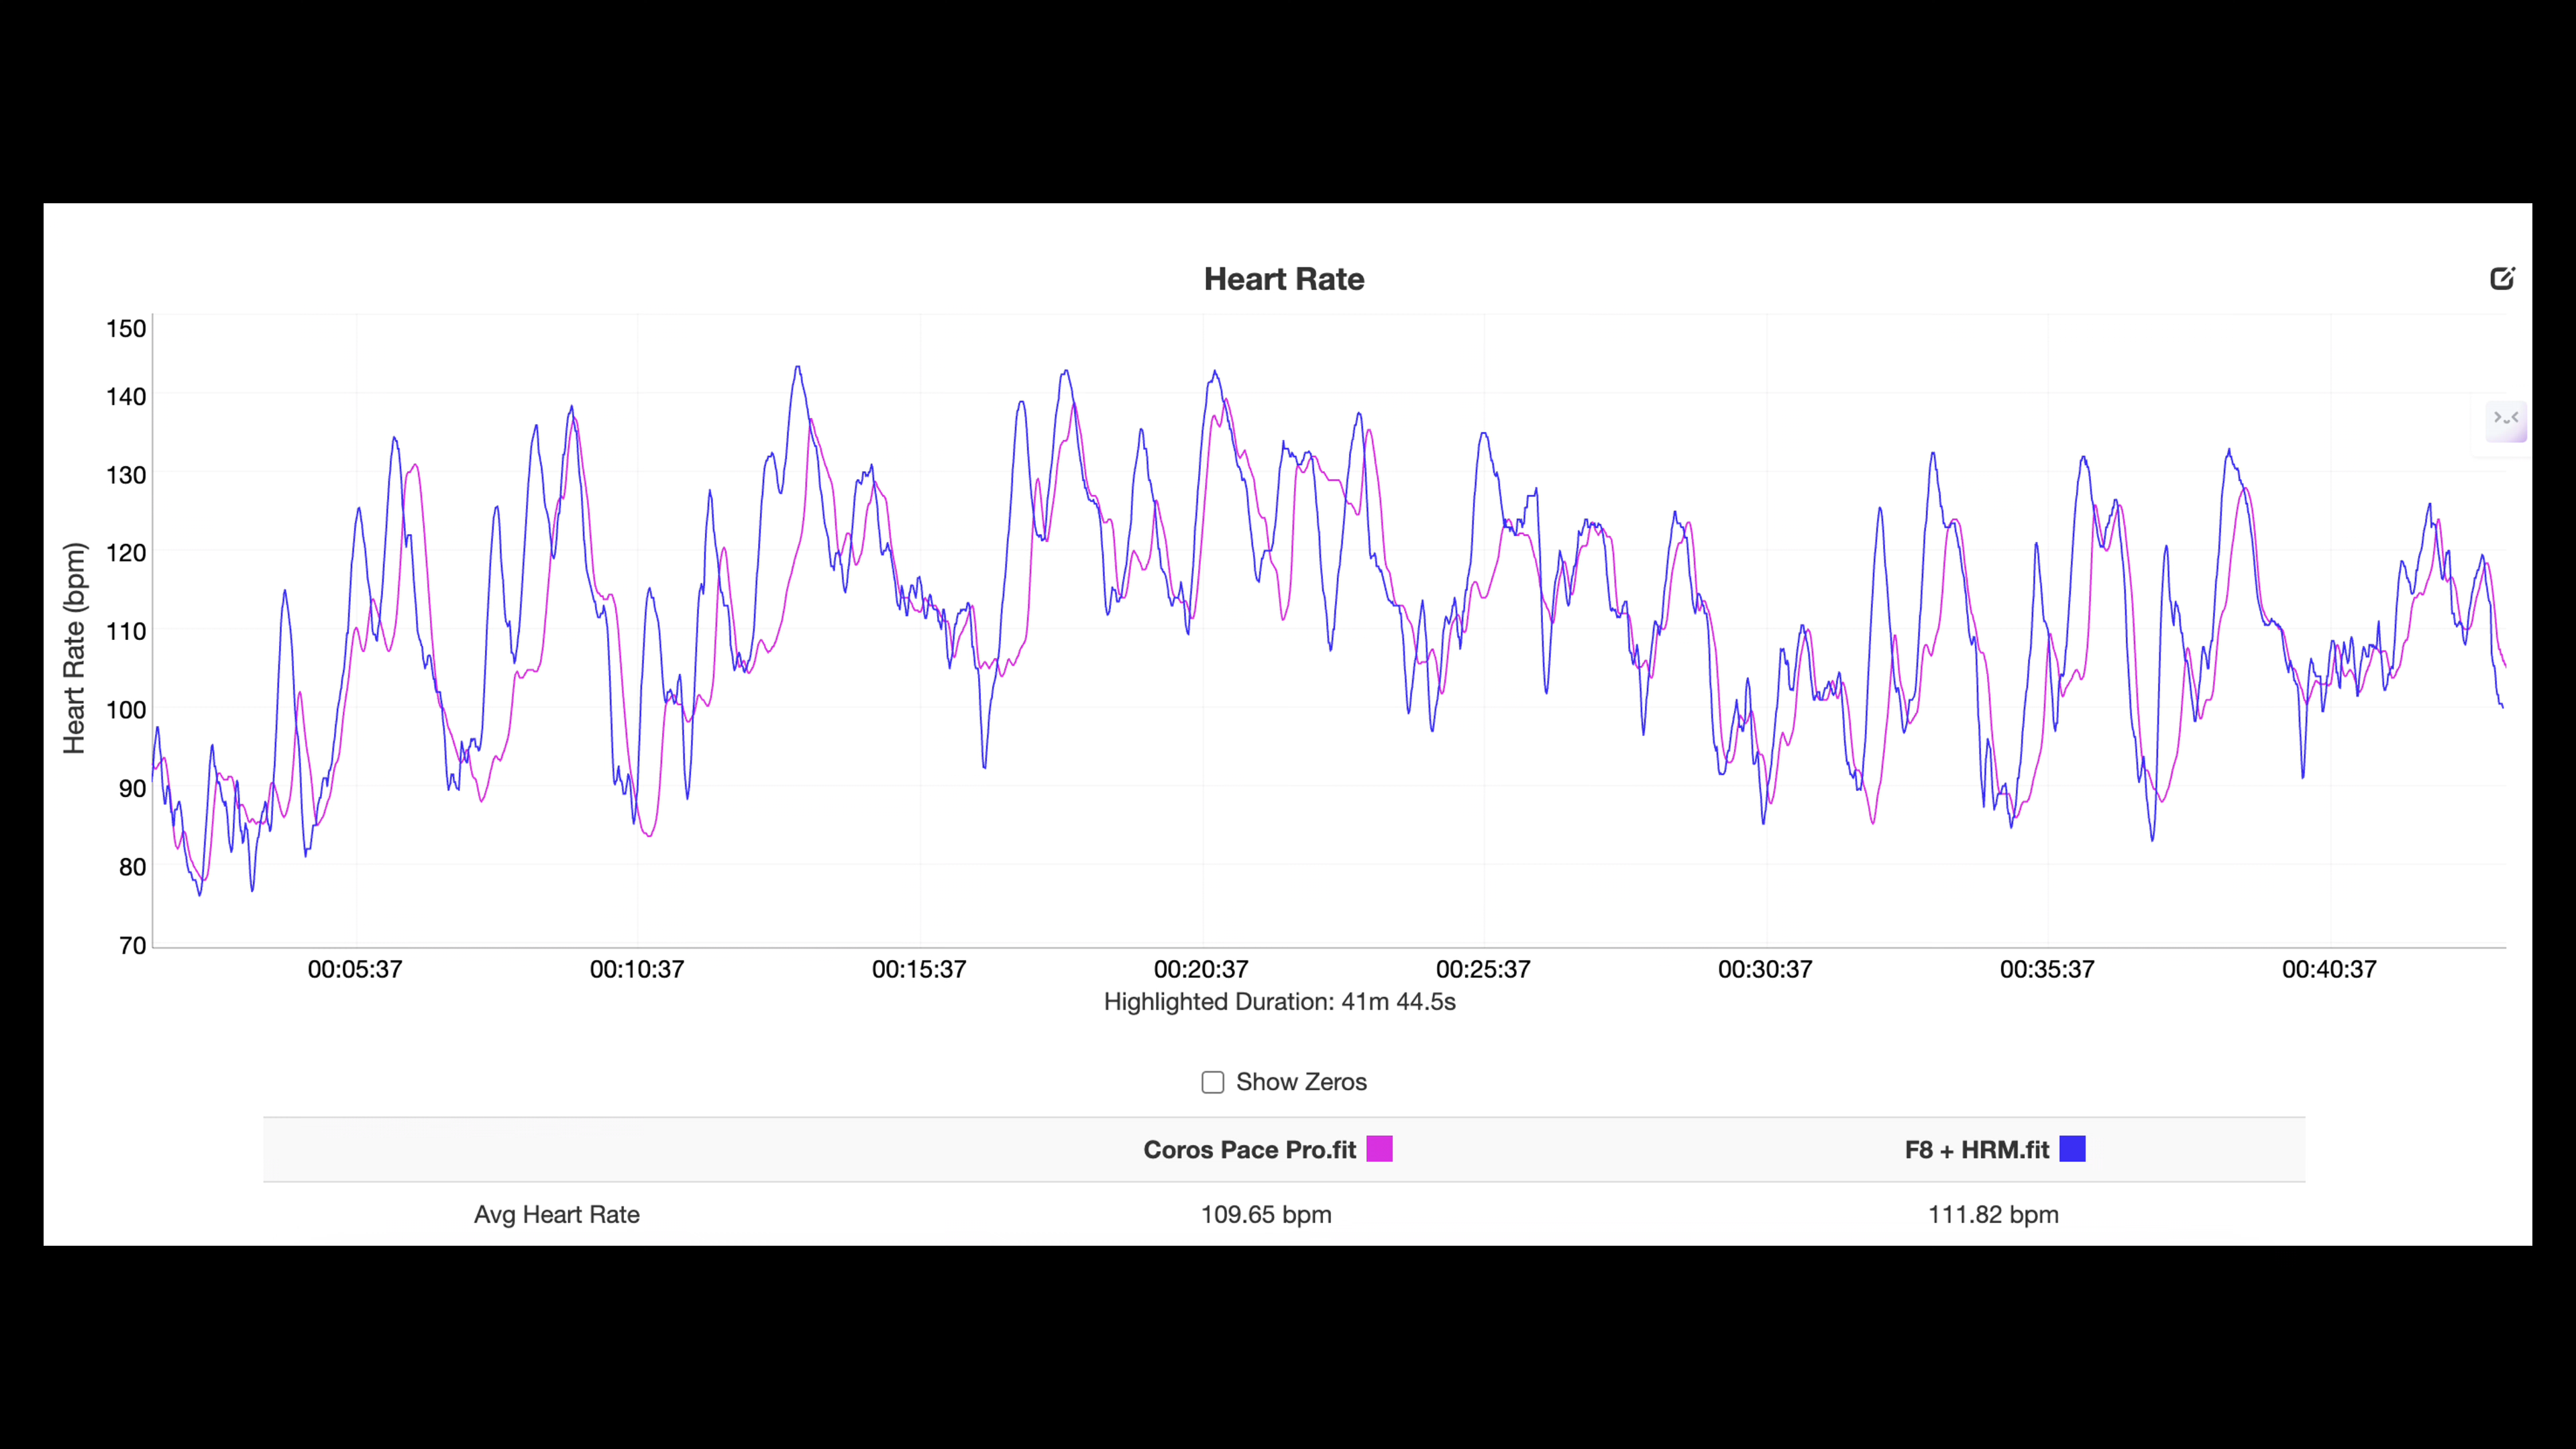 Heart Rate
150
140
130
120
110
100
90
80
70
Heart Rate (bpm)
00:05:37 00:10:37 00:15:37 00:20:37 00:25:37 00:30:37 00:35:37 00:40:37
Highlighted Duration: 41m 44.5s
Show Zeros
Coros Pace Pro.fit F8 + HRM.fit
Avg Heart Rate 109.65 bpm 111.82 bpm